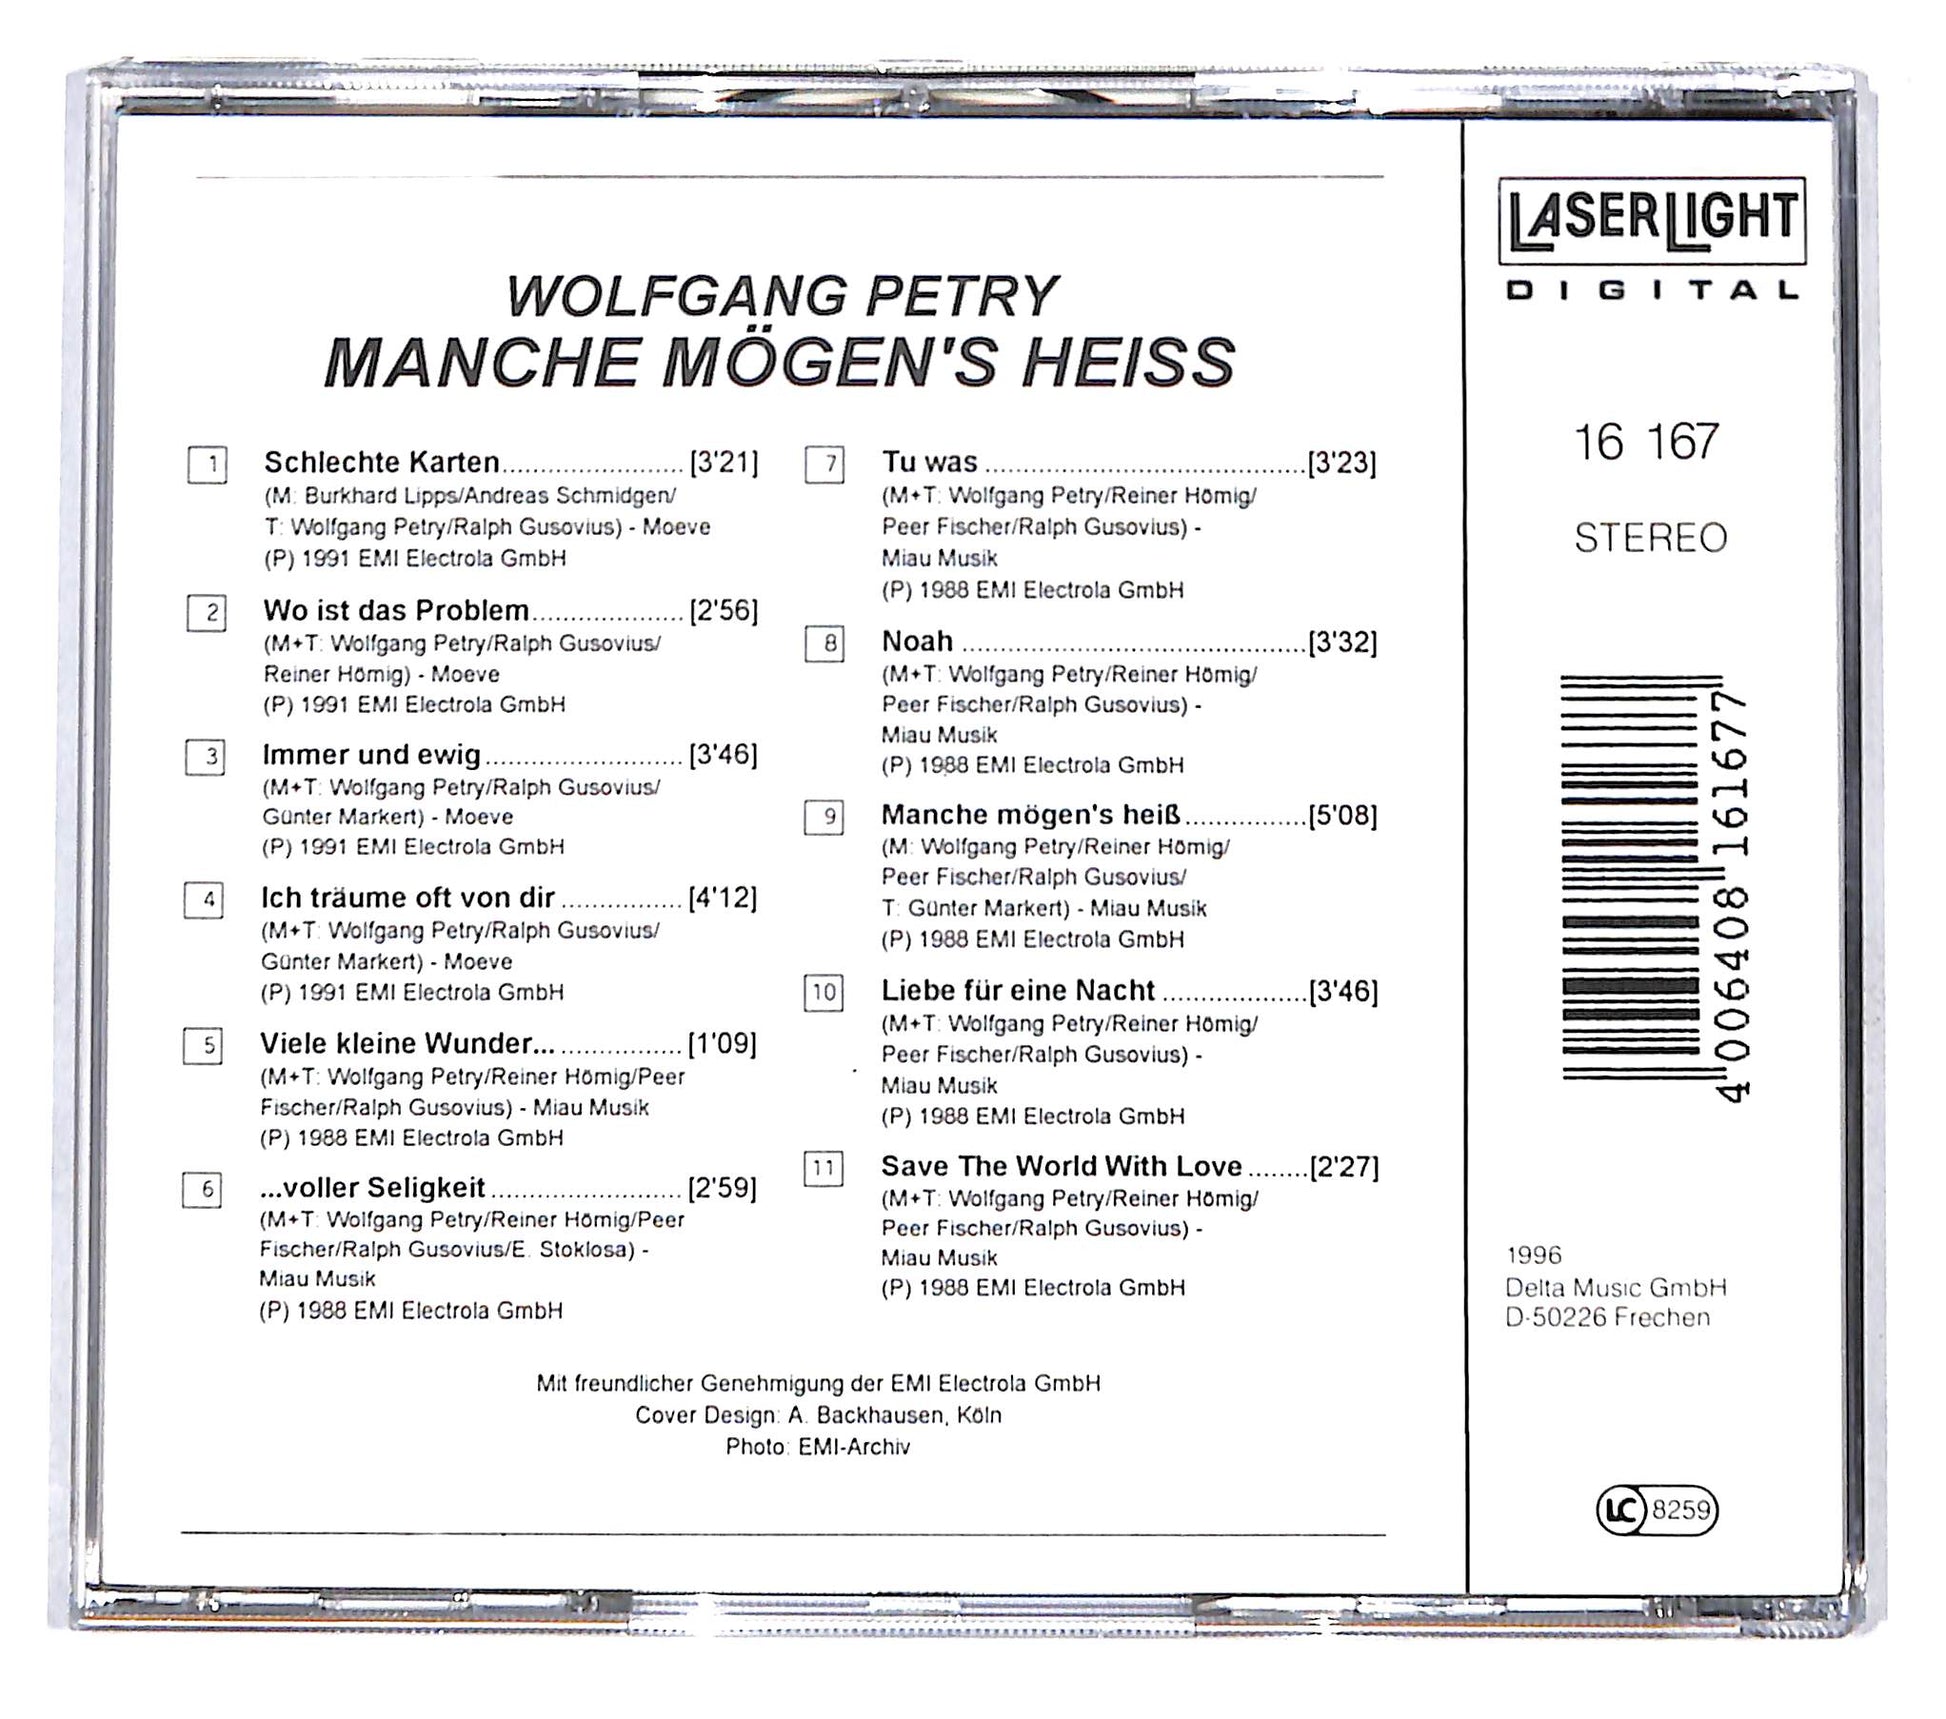 WOLFGANG PETRY
MANCHE MÖGEN'S HEISS
1 Schlechte Karten........................ [3'21]
(M: Burkhard Lipps/Andreas Schmidgen/
T: Wolfgang Petry/Ralph Gusovius) - Moeve
(P) 1991 EMI Electrola GmbH
2 Wo ist das Problem.................... [2'56]
(M+T: Wolfgang Petry/Ralph Gusovius/
Reiner Hömig) - Moeve
(P) 1991 EMI Electrola GmbH
3 Immer und ewig.......................... [3'46]
(M+T: Wolfgang Petry/Ralph Gusovius/
Günter Markert) - Moeve
(P) 1991 EMI Electrola GmbH
4 Ich träume oft von dir ................ [4'12]
(M+T: Wolfgang Petry/Ralph Gusovius/
Günter Markert) - Moeve
(P) 1991 EMI Electrola GmbH
5 Viele kleine Wunder... ................ [1'09]
(M+T: Wolfgang Petry/Reiner Hömig/Peer
Fischer/Ralph Gusovius) - Miau Musik
(P) 1988 EMI Electrola GmbH
6 ...voller Seligkeit ......................... [2'59]
(M+T: Wolfgang Petry/Reiner Hömig/Peer
Fischer/Ralph Gusovius/E. Stoklosa) -
Miau Musik
(P) 1988 EMI Electrola GmbH
7 Tu was ..........................................[3'23]
(M+T: Wolfgang Petry/Reiner Hömig/
Peer Fischer/Ralph Gusovius) -
Miau Musik
(P) 1988 EMI Electrola GmbH
8 Noah .............................................[3'32]
(M+T: Wolfgang Petry/Reiner Hömig/
Peer Fischer/Ralph Gusovius) -
Miau Musik
(P) 1988 EMI Electrola GmbH
9 Manche mögen's heiß................[5'08]
(M: Wolfgang Petry/Reiner Hömig/
Peer Fischer/Ralph Gusovius/
T: Günter Markert) - Miau Musik
(P) 1988 EMI Electrola GmbH
10 Liebe für eine Nacht ...................[3'46]
(M+T: Wolfgang Petry/Reiner Hömig/
Peer Fischer/Ralph Gusovius) -
Miau Musik
(P) 1988 EMI Electrola GmbH
11 Save The World With Love ........[2'27]
(M+T: Wolfgang Petry/Reiner Hömig/
Peer Fischer/Ralph Gusovius) -
Miau Musik
(P) 1988 EMI Electrola GmbH
Mit freundlicher Genehmigung der EMI Electrola GmbH
Cover Design: A. Backhausen, Köln
Photo: EMI-Archiv
LASERLIGHT
DIGITAL
16 167
STEREO
4 006408 161677
1996
Delta Music GmbH
D-50226 Frechen
LC 8259